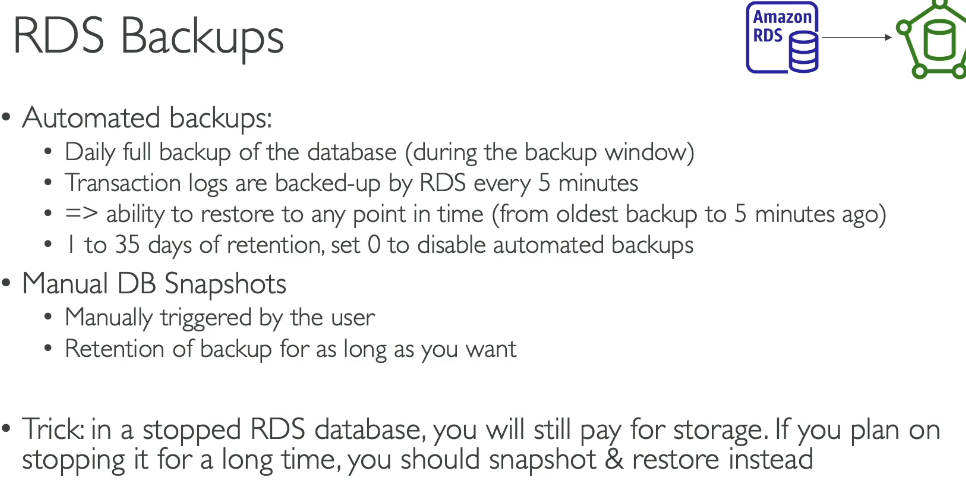 RDS Backups
Amazon
RDS
• Automated backups:
• Daily full backup of the database (during the backup window)
• Transaction logs are backed-up by RDS every 5 minutes
• => ability to restore to any point in time (from oldest backup to 5 minutes ago)
• 1 to 35 days of retention, set 0 to disable automated backups
• Manual DB Snapshots
• Manually triggered by the user
• Retention of backup for as long as you want
• Trick: in a stopped RDS database, you will still pay for storage. If you plan on
stopping it for a long time, you should snapshot & restore instead